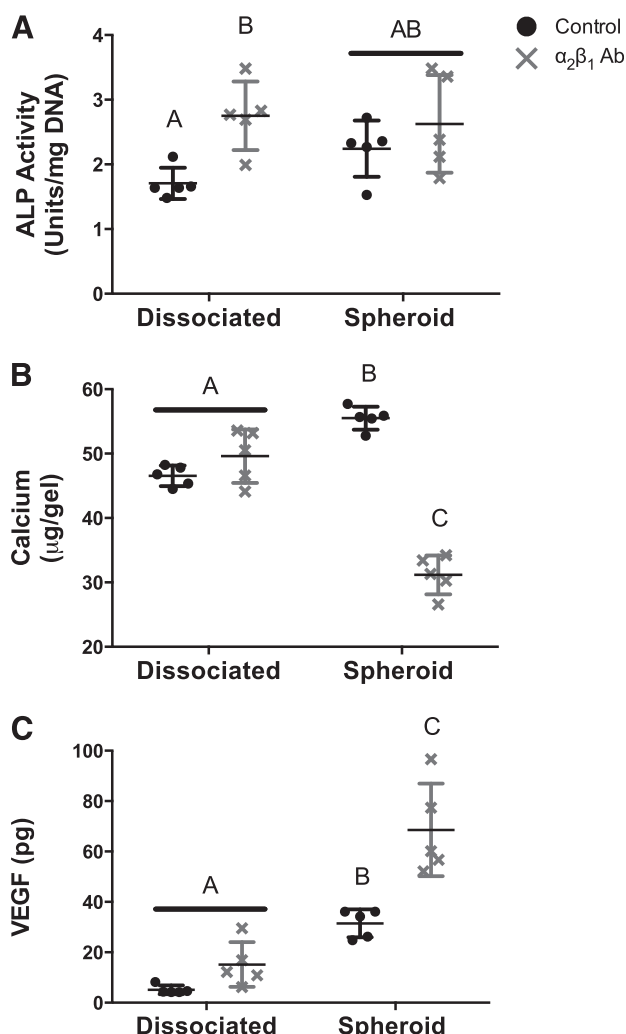 A
Control
α2β1 Ab
ALP Activity
(Units/mg DNA)
4
3
2
1
0
A
B
AB
Dissociated
Spheroid
B
Calcium
(μg/gel)
60
50
40
30
20
A
B
C
Dissociated
Spheroid
C
VEGF (pg)
100
80
60
40
20
0
A
B
C
Dissociated
Spheroid